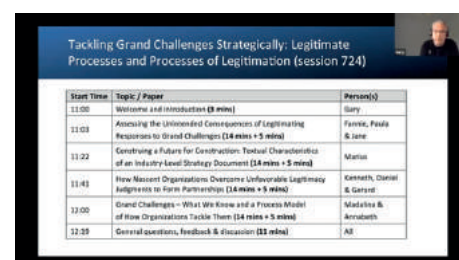 Tackling Grand Challenges Strategically: Legitimate
Processes and Processes of Legitimation (session 724)
Start Time Topic / Paper Person(s)
11:00 Welcome and Introduction (3 mins) Gary
11:03 Assessing the Unintended Consequences of Legitimating Fannie, Paula
Responses to Grand Challenges (14 mins + 5 mins) & Jane
11:22 Construing a Future for Construction: Textual Characteristics Marius
of an Industry-Level Strategy Document (14 mins + 5 mins)
11:41 How Nascent Organizations Overcome Unfavorable Legitimacy Kenneth, Daniel
Judgments to Form Partnerships (14 mins + 5 mins) & Gerard
12:00 Grand Challenges – What We Know and a Process Model Madalina &
of How Organizations Tackle Them (14 mins + 5 mins) Annabeth
12:19 General questions, feedback & discussion (11 mins) All